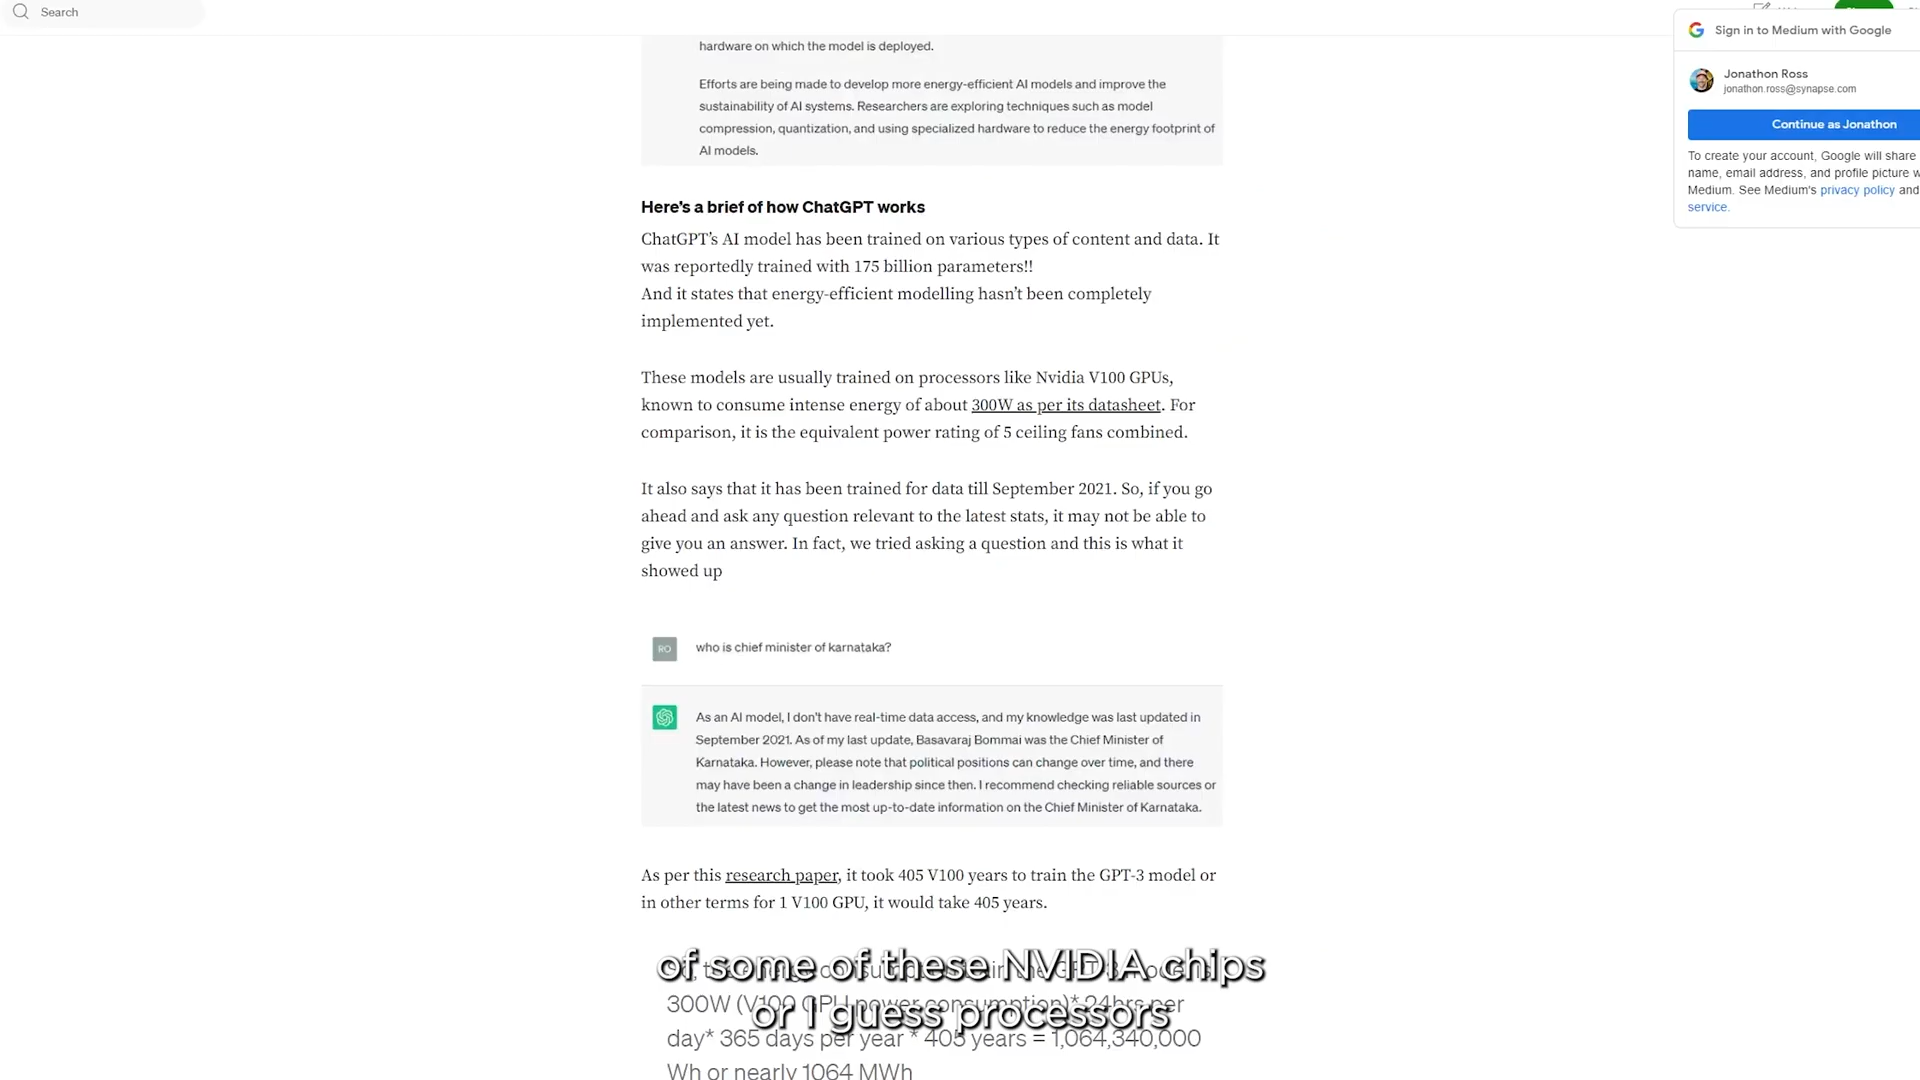 Search
Sign in to Medium with Google
Jonathon Ross
jonathon.ross@synapse.com
Continue as Jonathon
To create your account, Google will share
name, email address, and profile picture
Medium. See Medium's privacy policy and
service.
hardware on which the model is deployed.
Efforts are being made to develop more energy-efficient AI models and improve the
sustainability of AI systems. Researchers are exploring techniques such as model
compression, quantization, and using specialized hardware to reduce the energy footprint of
AI models.
Here's a brief of how ChatGPT works
ChatGPT’s AI model has been trained on various types of content and data. It
was reportedly trained with 175 billion parameters!!
And it states that energy-efficient modelling hasn’t been completely
implemented yet.
These models are usually trained on processors like Nvidia V100 GPUs,
known to consume intense energy of about 300W as per its datasheet. For
comparison, it is the equivalent power rating of 5 ceiling fans combined.
It also says that it has been trained for data till September 2021. So, if you go
ahead and ask any question relevant to the latest stats, it may not be able to
give you an answer. In fact, we tried asking a question and this is what it
showed up
RO
who is chief minister of karnataka?
As an AI model, I don't have real-time data access, and my knowledge was last updated in
September 2021. As of my last update, Basavaraj Bommai was the Chief Minister of
Karnataka. However, please note that political positions can change over time, and there
may have been a change in leadership since then. I recommend checking reliable sources or
the latest news to get the most up-to-date information on the Chief Minister of Karnataka.
As per this research paper, it took 405 V100 years to train the GPT-3 model or
in other terms for 1 V100 GPU, it would take 405 years.
of some of these NVIDIA chips
300W (V100 GPU power consumption)* 24hrs per
or I guess processors
day* 365 days per year * 405 years = 1,064,340,000
Wh or nearly 1064 MWh